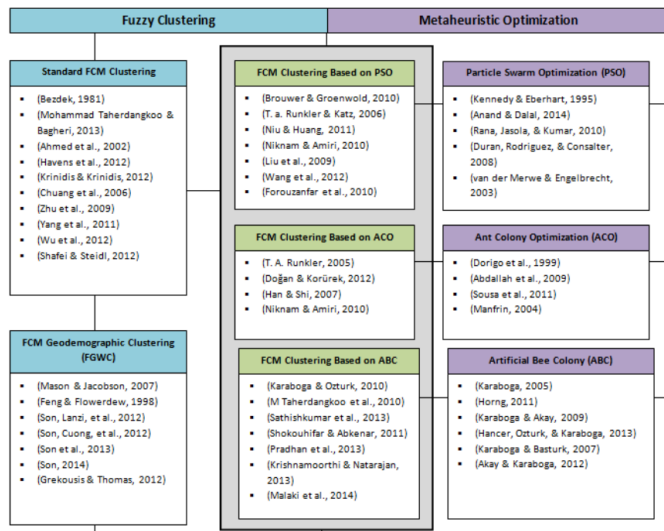 Fuzzy Clustering
Metaheuristic Optimization
Standard FCM Clustering
(Bezdek, 1981)
(Mohammad Taherdangkoo &
Bagheri, 2013)
(Ahmed et al., 2002)
(Havens et al., 2012)
(Krinidis & Krinidis, 2012)
(Chuang et al., 2006)
(Zhu et al., 2009)
(Yang et al., 2011)
(Wu et al., 2012)
(Shafei & Steidl, 2012)
FCM Geodemographic Clustering
(FGWC)
(Mason & Jacobson, 2007)
(Feng & Flowerdew, 1998)
(Son, Lanzi, et al., 2012)
(Son, Cuong, et al., 2012)
(Son et al., 2013)
(Son, 2014)
(Grekousis & Thomas, 2012)
FCM Clustering Based on PSO
(Brouwer & Groenwold, 2010)
(T. a. Runkler & Katz, 2006)
(Niu & Huang, 2011)
(Niknam & Amiri, 2010)
(Liu et al., 2009)
(Wang et al., 2012)
(Forouzanfar et al., 2010)
FCM Clustering Based on ACO
(T. A. Runkler, 2005)
(Doğan & Korürek, 2012)
(Han & Shi, 2007)
(Niknam & Amiri, 2010)
FCM Clustering Based on ABC
(Karaboga & Ozturk, 2010)
(M Taherdangkoo et al., 2010)
(Sathishkumar et al., 2013)
(Shokouhifar & Abkenar, 2011)
(Pradhan et al., 2013)
(Krishnamoorthi & Natarajan,
2013)
(Malaki et al., 2014)
Particle Swarm Optimization (PSO)
(Kennedy & Eberhart, 1995)
(Anand & Dalal, 2014)
(Rana, Jasola, & Kumar, 2010)
(Duran, Rodriguez, & Consalter,
2008)
(van der Merwe & Engelbrecht,
2003)
Ant Colony Optimization (ACO)
(Dorigo et al., 1999)
(Abdallah et al., 2009)
(Sousa et al., 2011)
(Manfrin, 2004)
Artificial Bee Colony (ABC)
(Karaboga, 2005)
(Horng, 2011)
(Karaboga & Akay, 2009)
(Hancer, Ozturk, & Karaboga, 2013)
(Karaboga & Basturk, 2007)
(Akay & Karaboga, 2012)